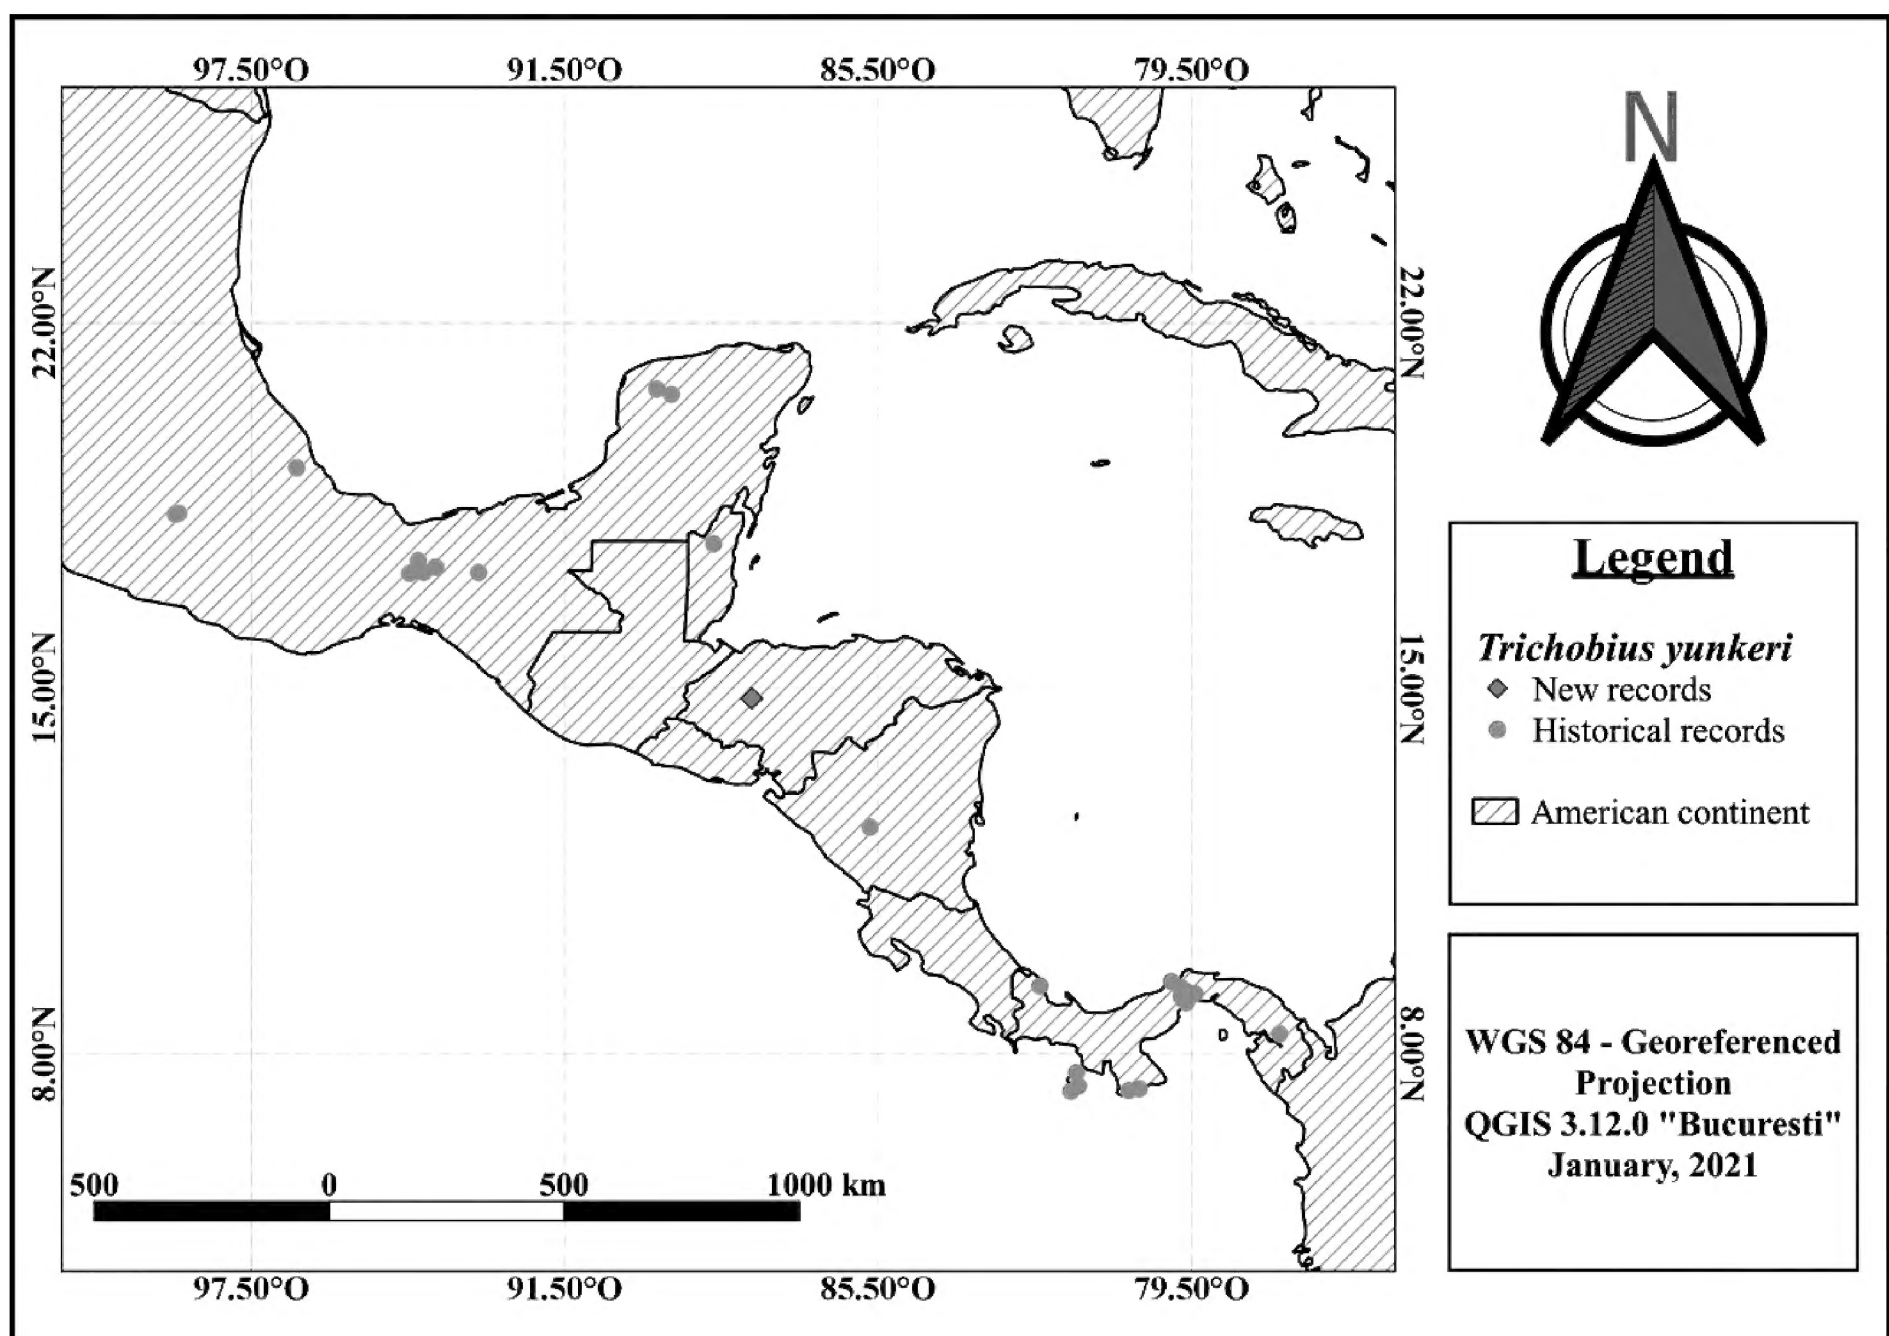 97.50°O 91.50°O 85.50°O 79.50°O
N
22.00°N
22.00°N
15.00°N
15.00°N
8.00°N
8.00°N
Legend
Trichobius yunkeri
New records
Historical records
American continent
WGS 84 - Georeferenced
Projection
QGIS 3.12.0 "Bucuresti"
January, 2021
500 0 500 1000 km
97.50°O 91.50°O 85.50°O 79.50°O